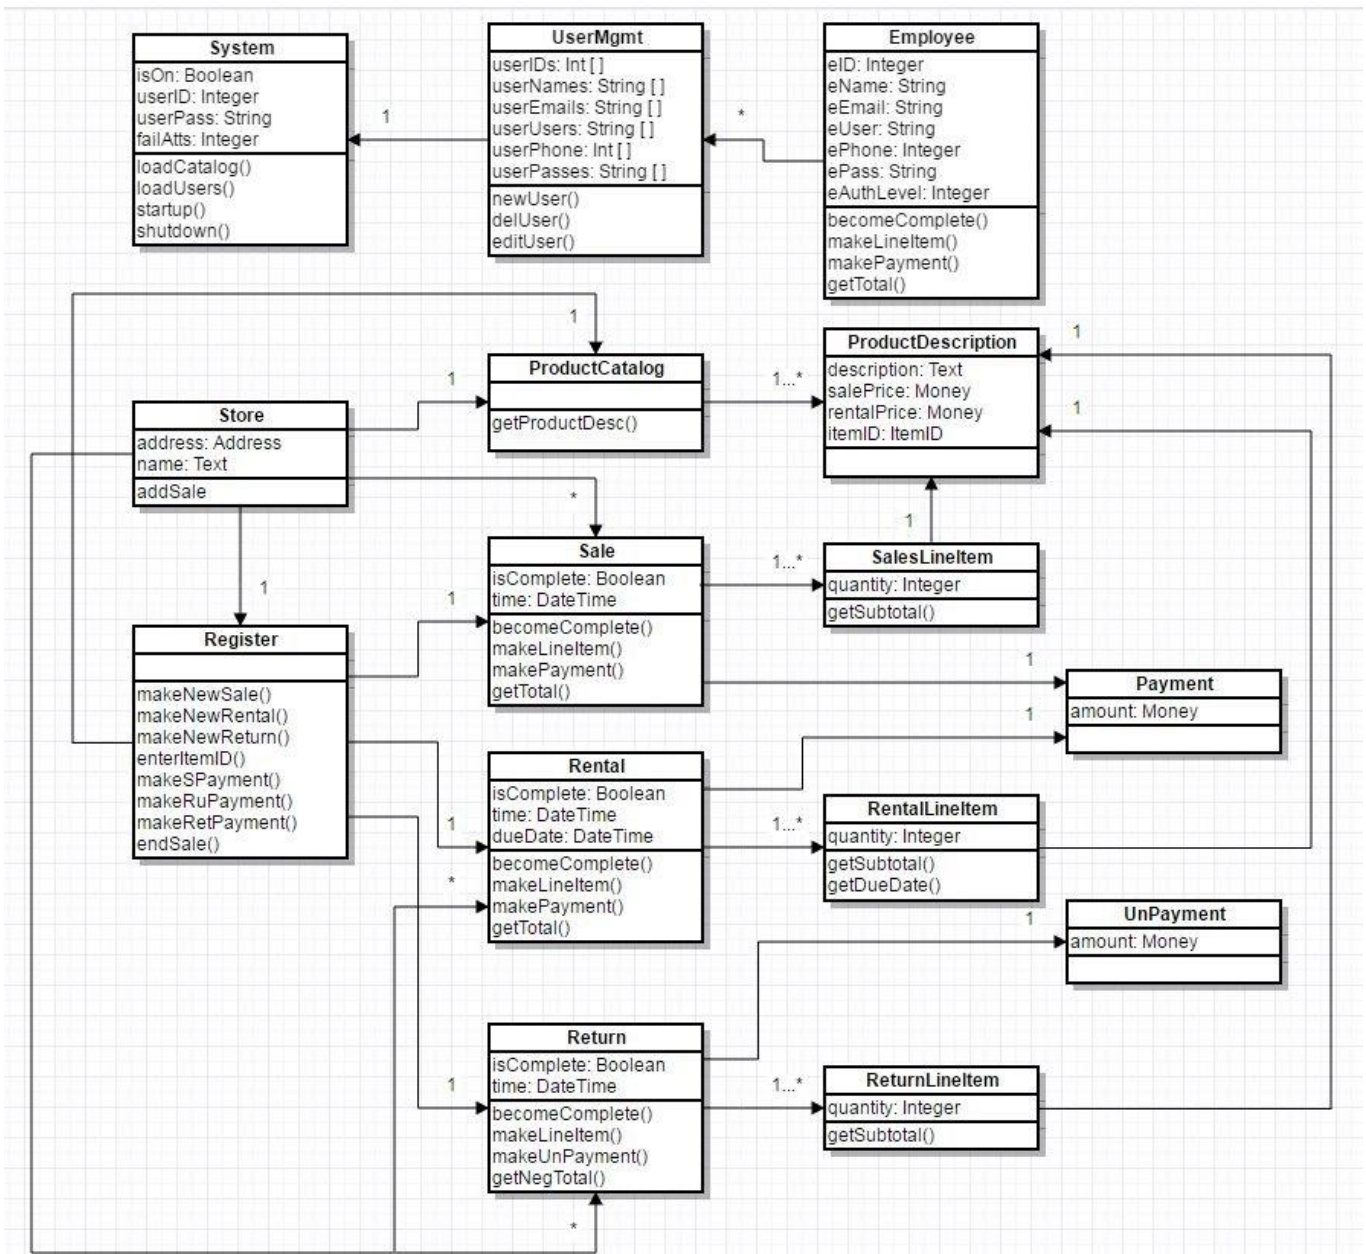 System
isOn: Boolean
userID: Integer
userPass: String
failAtts: Integer
loadCatalog()
loadUsers()
startup()
shutdown()
1
UserMgmt
userIDs: Int [ ]
userNames: String [ ]
userEmails: String [ ]
userUsers: String [ ]
userPhone: Int [ ]
userPasses: String [ ]
newUser()
delUser()
editUser()
*
Employee
eID: Integer
eName: String
eEmail: String
eUser: String
ePhone: Integer
ePass: String
eAuthLevel: Integer
becomeComplete()
makeLineItem()
makePayment()
getTotal()
1
1
ProductCatalog
getProductDesc()
1...*
ProductDescription
description: Text
salePrice: Money
rentalPrice: Money
itemID: ItemID
1
1
1
Store
address: Address
name: Text
addSale
*
1
Sale
isComplete: Boolean
time: DateTime
becomeComplete()
makeLineItem()
makePayment()
getTotal()
1...*
SalesLineItem
quantity: Integer
getSubtotal()
1
Register
makeNewSale()
makeNewRental()
makeNewReturn()
enterItemID()
makeSPayment()
makeRuPayment()
makeRetPayment()
endSale()
1
1
Payment
amount: Money
1
*
Rental
isComplete: Boolean
time: DateTime
dueDate: DateTime
becomeComplete()
makeLineItem()
makePayment()
getTotal()
1...*
RentalLineItem
quantity: Integer
getSubtotal()
getDueDate()
1
UnPayment
amount: Money
1
Return
isComplete: Boolean
time: DateTime
becomeComplete()
makeLineItem()
makeUnPayment()
getNegTotal()
1...*
ReturnLineItem
quantity: Integer
getSubtotal()
*